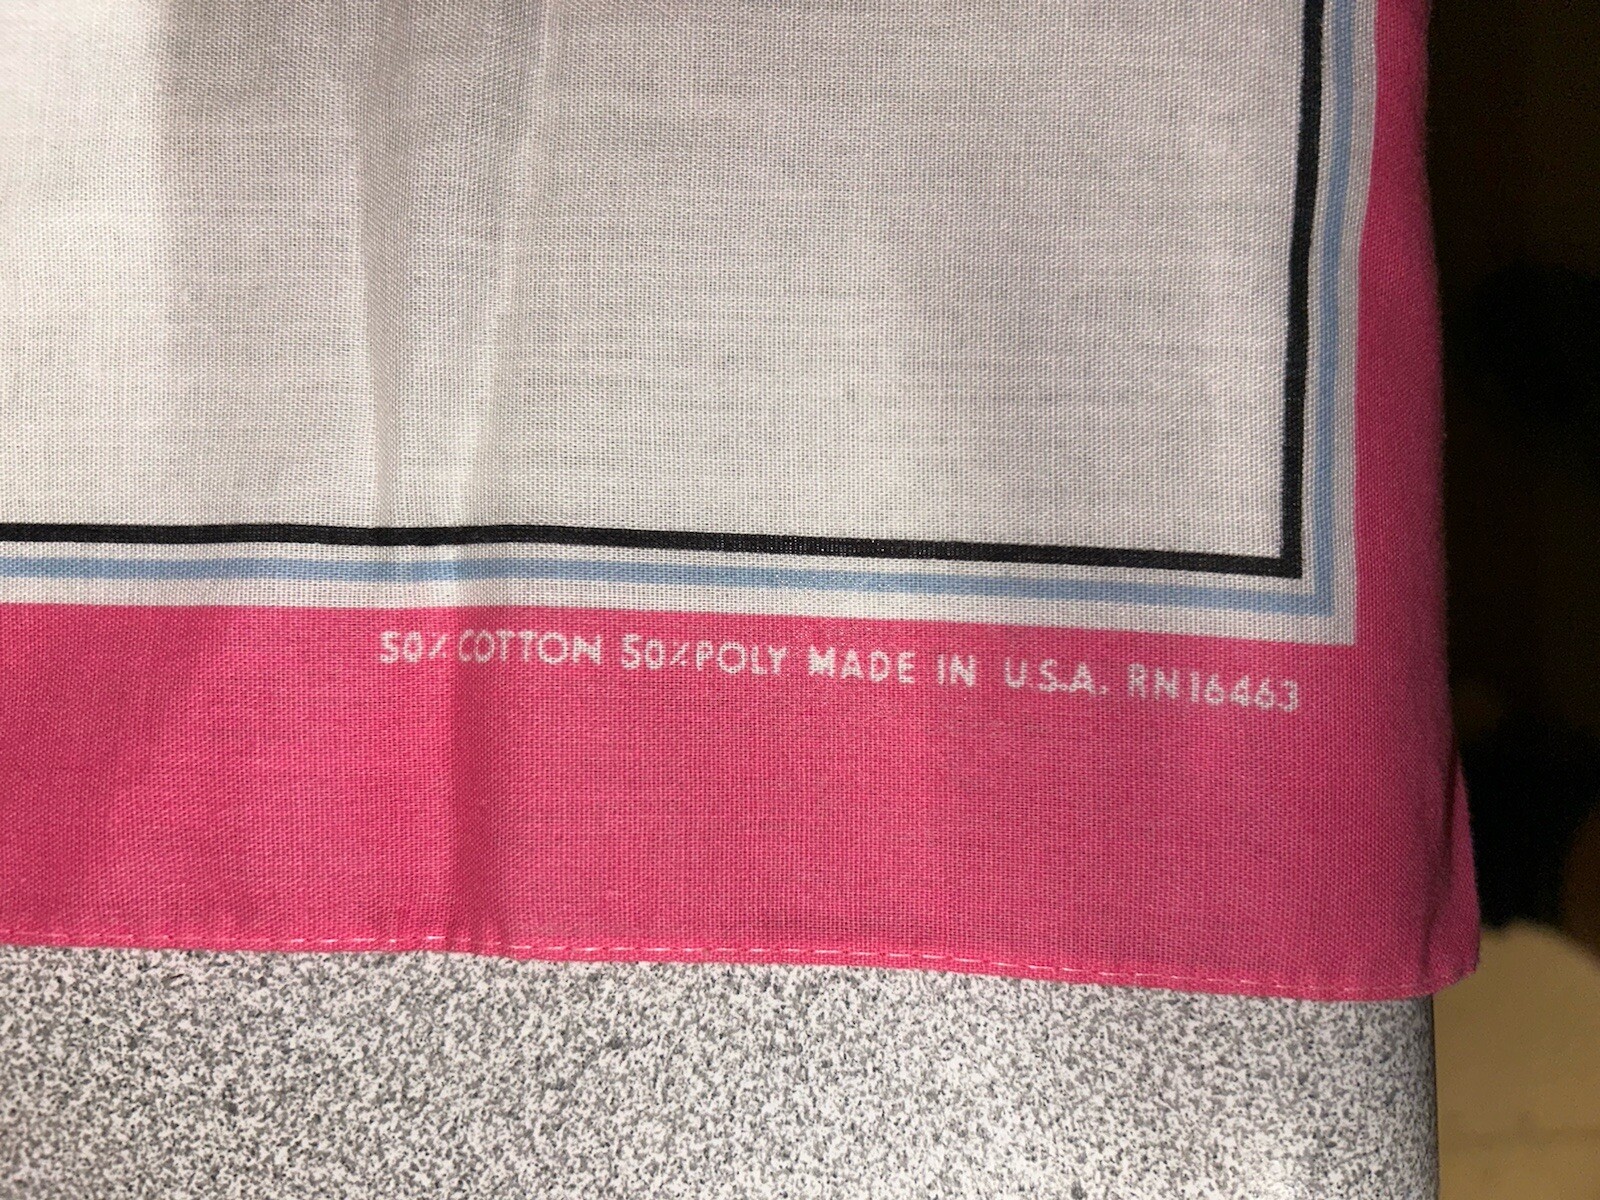 50% COTTON 50% POLY MADE IN U.S.A. RN16463